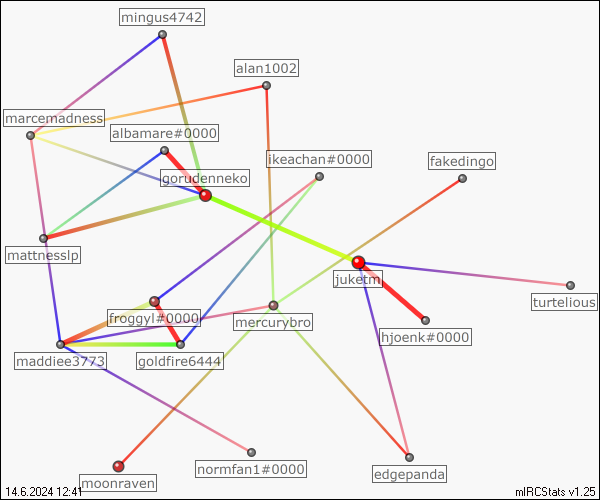 mingus4742
alan1002
marcemadness
albamare#0000
ikeachan#0000
fakedingo
gorudenneko
mattnesslp
juketm
turtelious
froggyl#0000
mercurybro
hjoenk#0000
maddiee3773
goldfire6444
normfan1#0000
edgepanda
moonraven
14.6.2024 12:41
mIRCStats v1.25